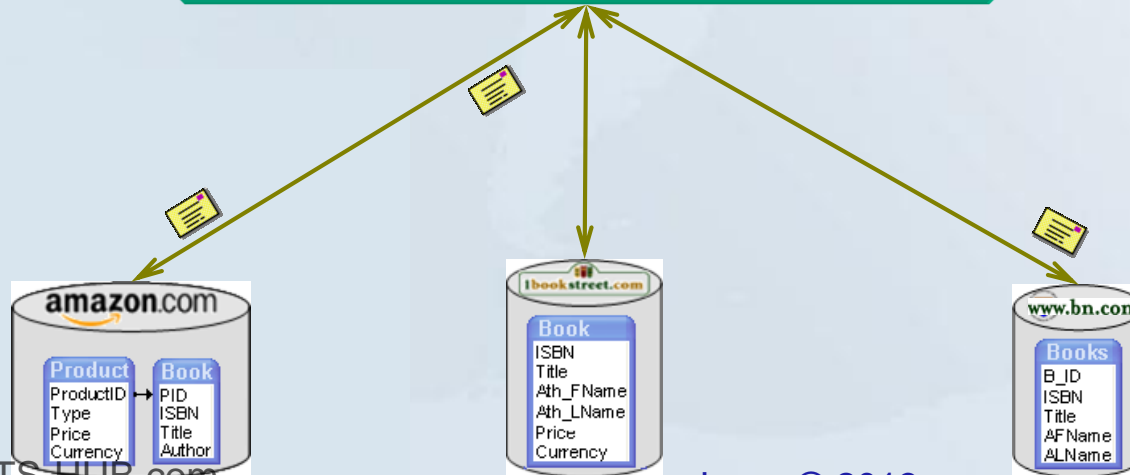 amazon.com
Product
ProductID
Type
Price
Currency
Book
PID
ISBN
Title
Author
1bookstreet.com
Book
ISBN
Title
Ath_FName
Ath_LName
Price
Currency
www.bn.com
Books
B_ID
ISBN
Title
AFName
ALName